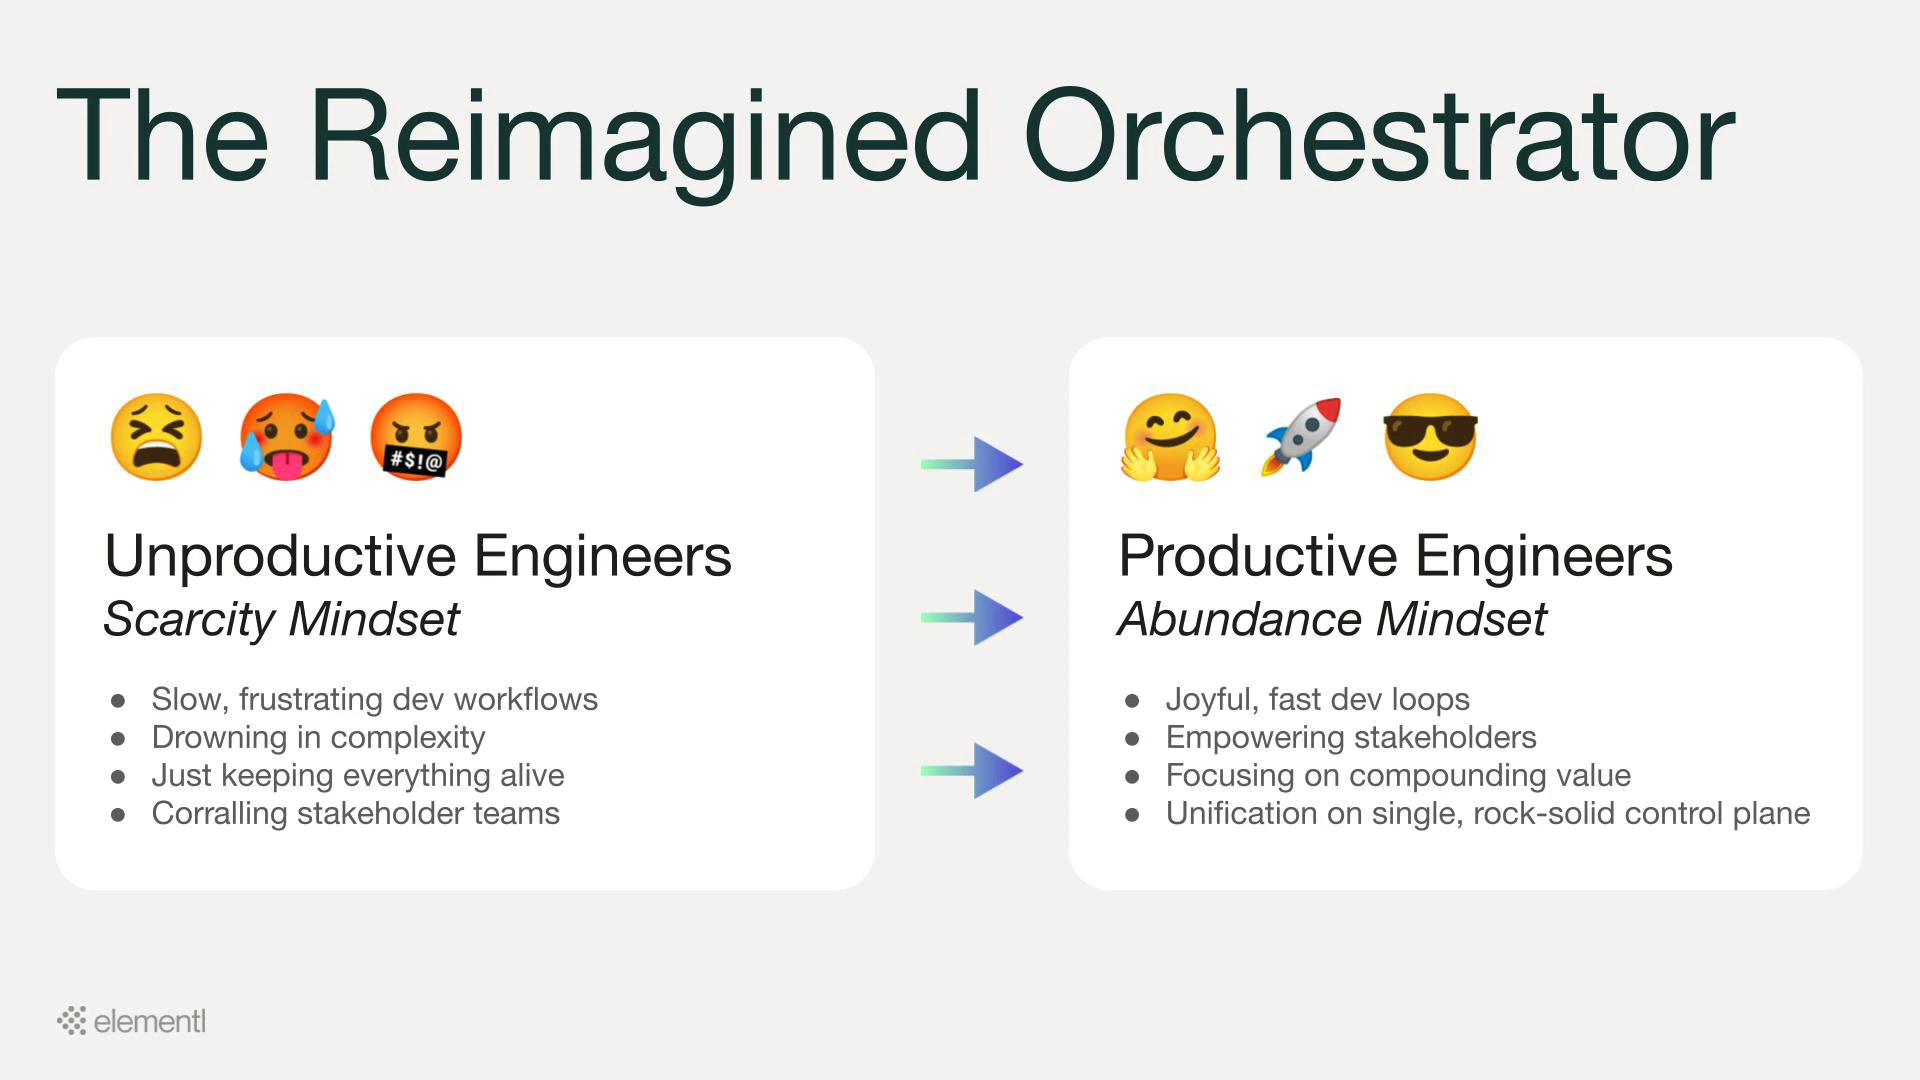 The Reimagined Orchestrator
#$!@
Unproductive Engineers
Scarcity Mindset
● Slow, frustrating dev workflows
● Drowning in complexity
● Just keeping everything alive
● Corralling stakeholder teams
Productive Engineers
Abundance Mindset
● Joyful, fast dev loops
● Empowering stakeholders
● Focusing on compounding value
● Unification on single, rock-solid control plane
elementl